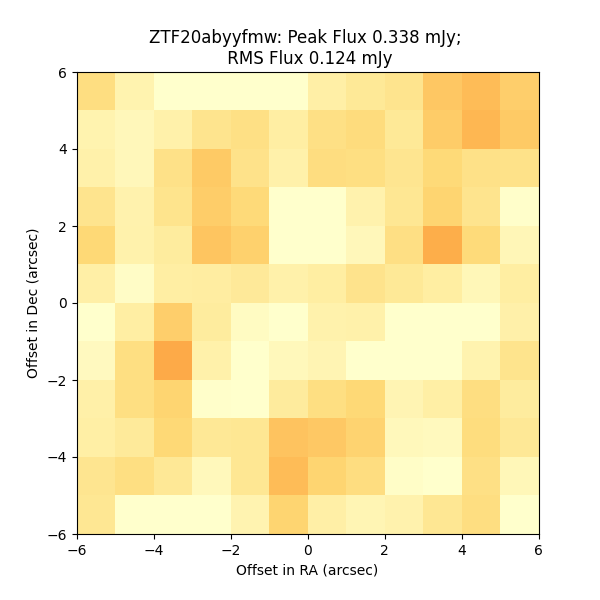 ZTF20abyyfmw: Peak Flux 0.338 mJy;
RMS Flux 0.124 mJy
6
4
2
0
−2
−4
−6
Offset in Dec (arcsec)
−6 −4 −2 0 2 4 6
Offset in RA (arcsec)